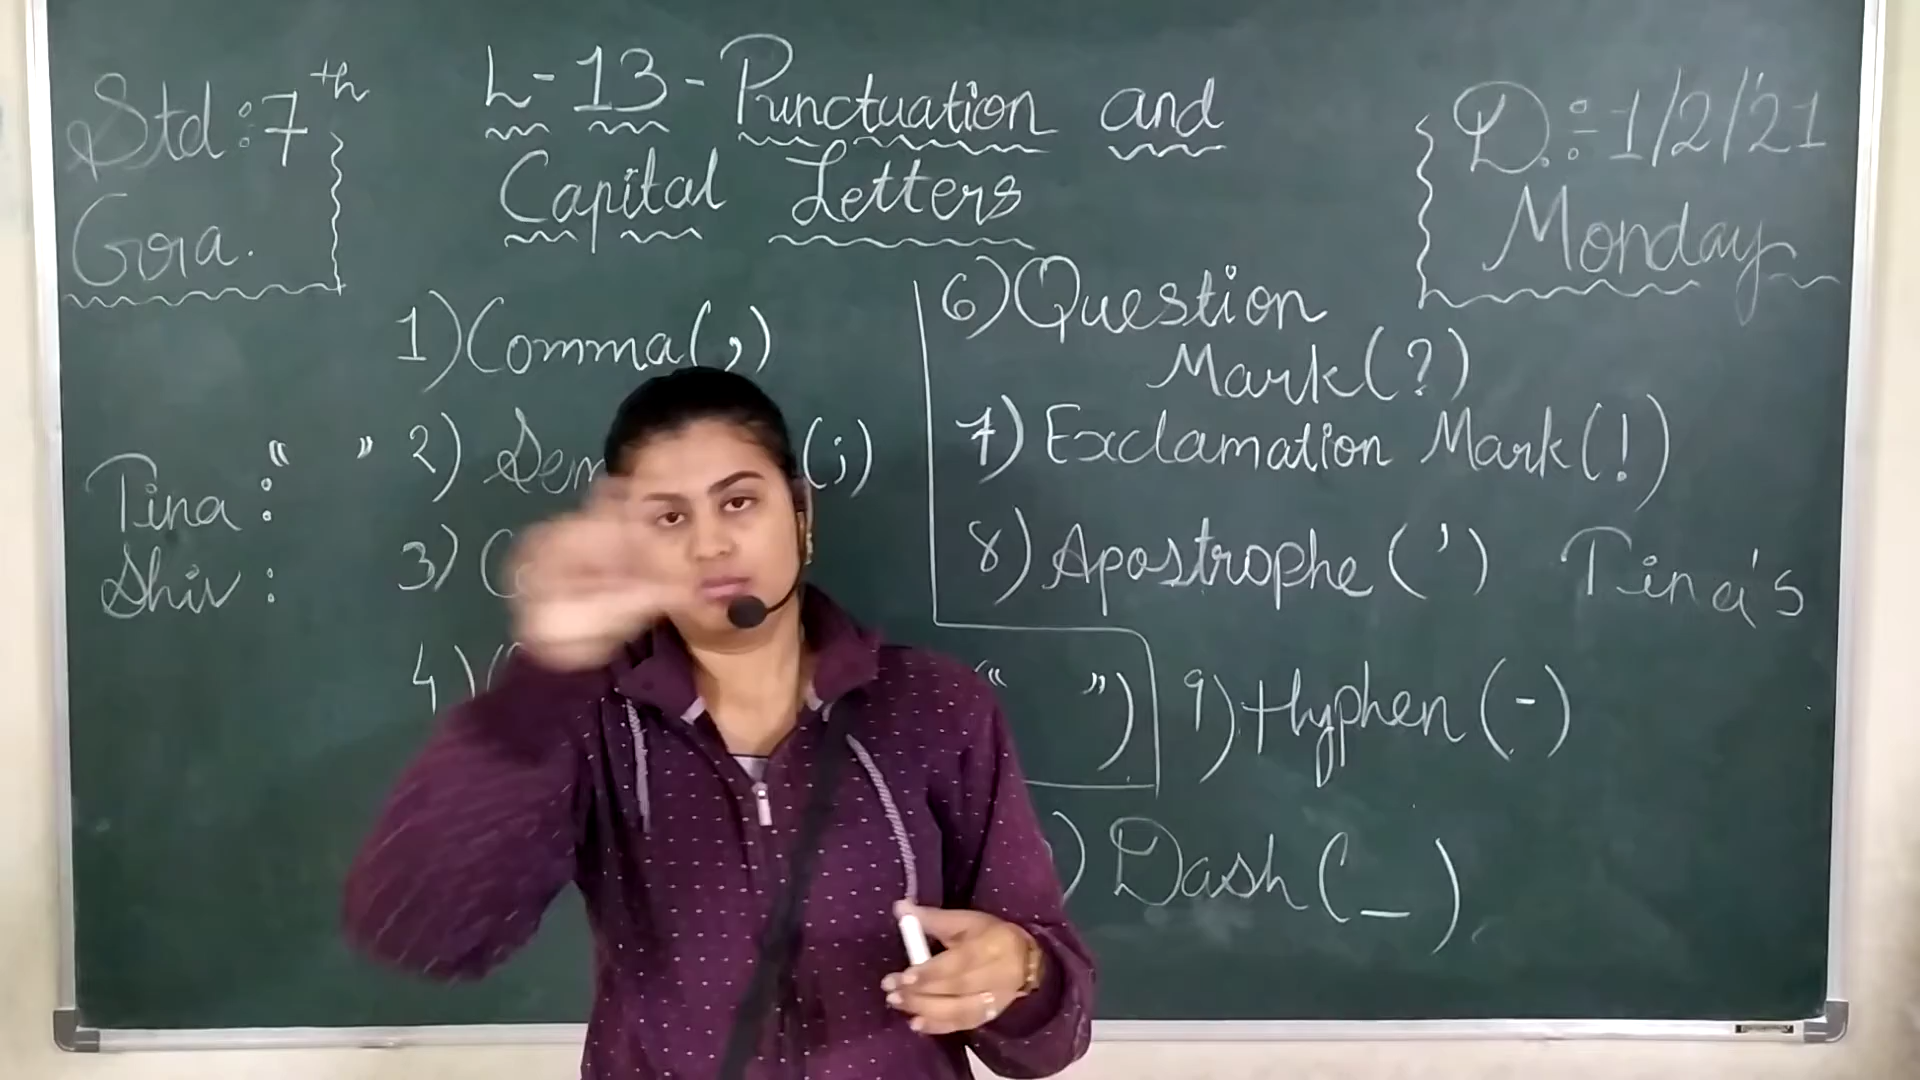 Std : 7th
Gra.
L-13-Punctuation and
Capital Letters
D. : 1/2/'21
Monday
1) Comma (,)
2) Sem (;)
3) C
4) (
“ ”)
Tina : “ ”
Shiv :
6) Question
Mark (?)
7) Exclamation Mark (!)
8) Apostrophe (’) Tina's
9) Hyphen (-)
) Dash (_)